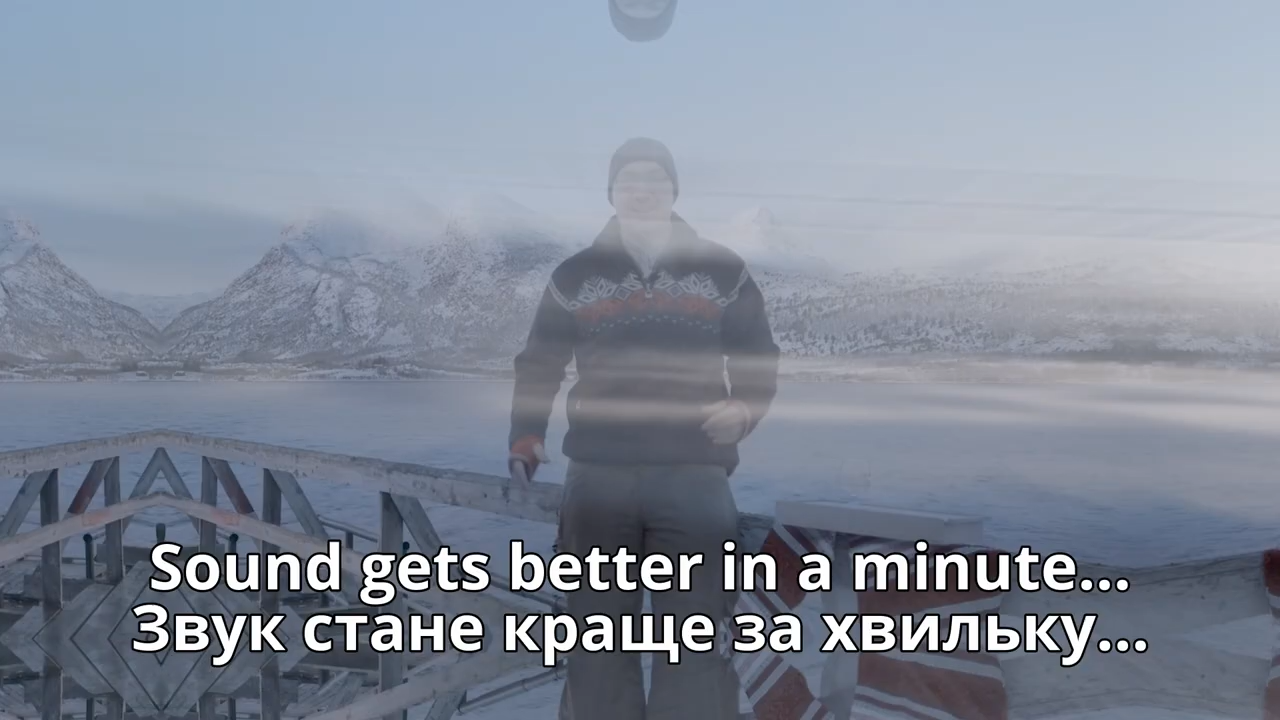 Sound gets better in a minute...
Звук стане краще за хвильку...